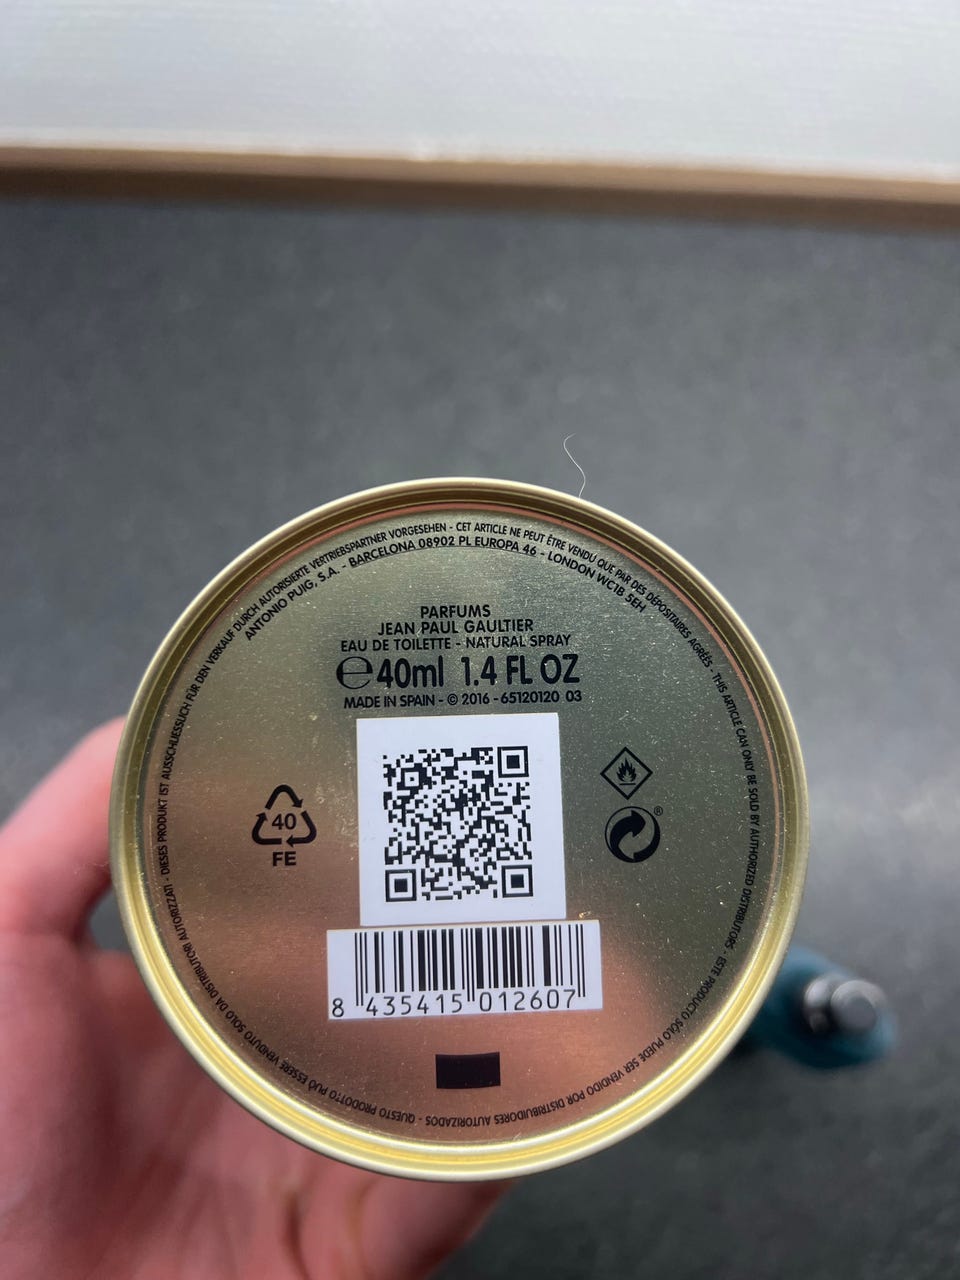 DIESES PRODUKT IST AUSSCHLIESSUCH FÜR DEN VERKAUF DURCH AUTORISIERTE VERTRIEBSPARTNER VORGESEHEN - CET ARTICLE NE PEUT ÊTRE VENDU QUE PAR DES DÉPOSITAIRES AGRÉÉS - THIS ARTICLE CAN ONLY BE SOLD BY AUTHORIZED DISTRIBUTORS - ESTE PRODUCTO SÓLO PUEDE SER VENDIDO POR DISTRIBUIDORES AUTORIZADOS - QUESTO PRODOTTO PUÒ ESSERE VENDUTO SOLO DA DISTRIBUTORI AUTORIZZATI -
ANTONIO PUIG, S.A. - BARCELONA 08902 PL EUROPA 46 - LONDON WC1B 5EH
PARFUMS
JEAN PAUL GAULTIER
EAU DE TOILETTE - NATURAL SPRAY
℮40ml 1.4 FL OZ
MADE IN SPAIN - © 2016 - 65120120 03
40
FE
®
8 435415 012607